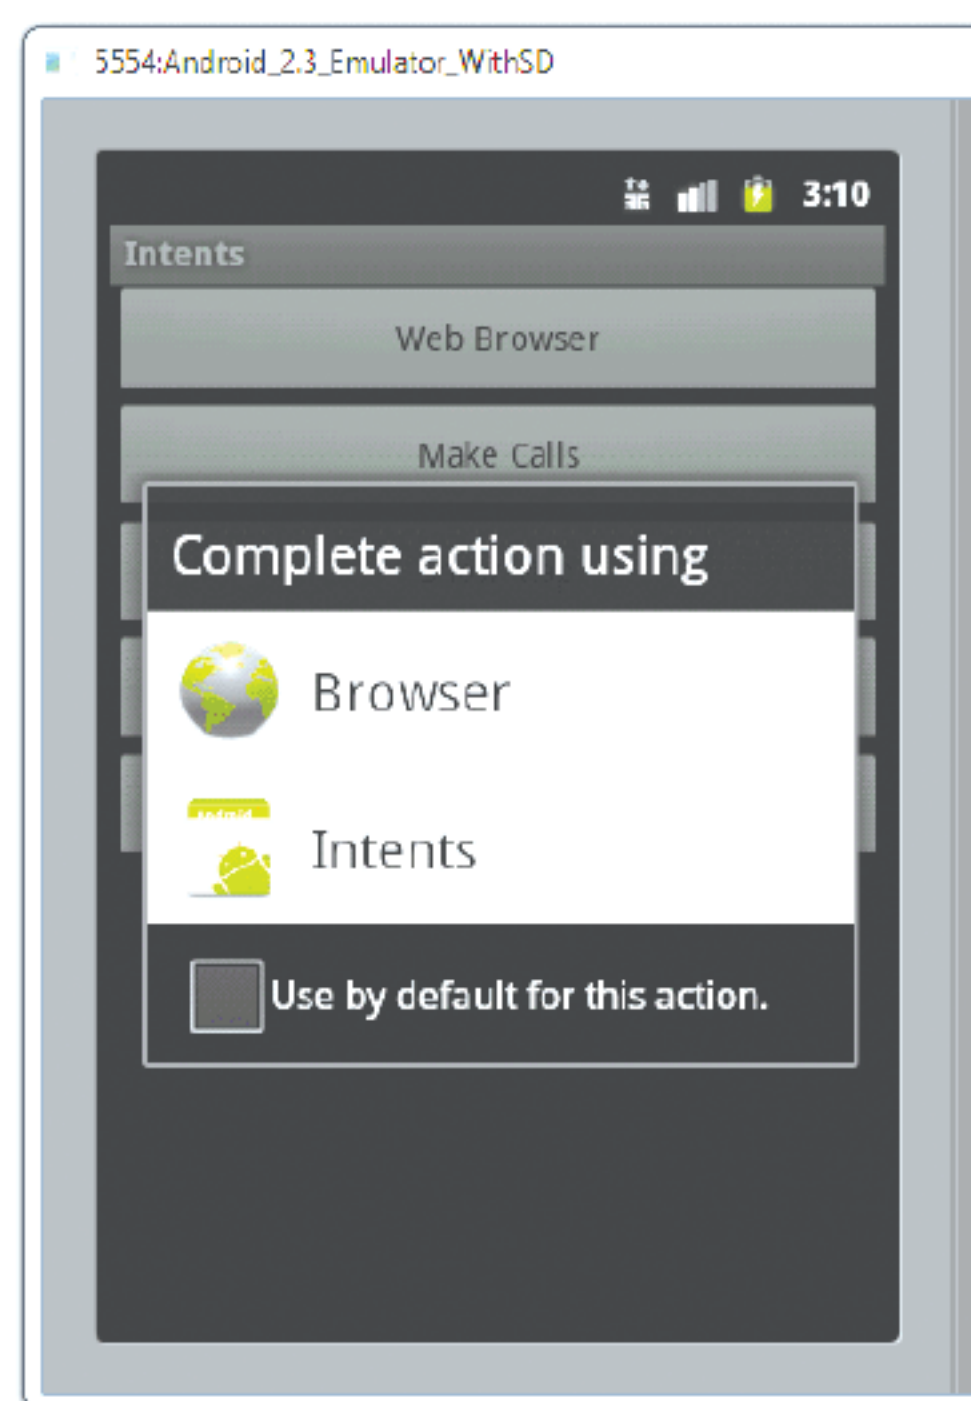 5554:Android_2.3_Emulator_WithSD
3:10
Intents
Web Browser
Make Calls
Complete action using
Browser
android
Intents
Use by default for this action.